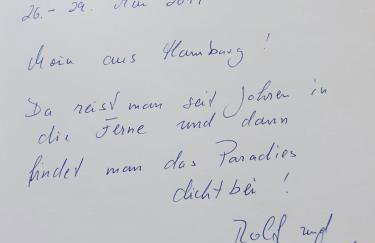 26. - 29.
Moin aus Hamburg!
Da reist man seit Jahren in
die Ferne und dann
findet man das Paradies
dicht bei!
Rolf und